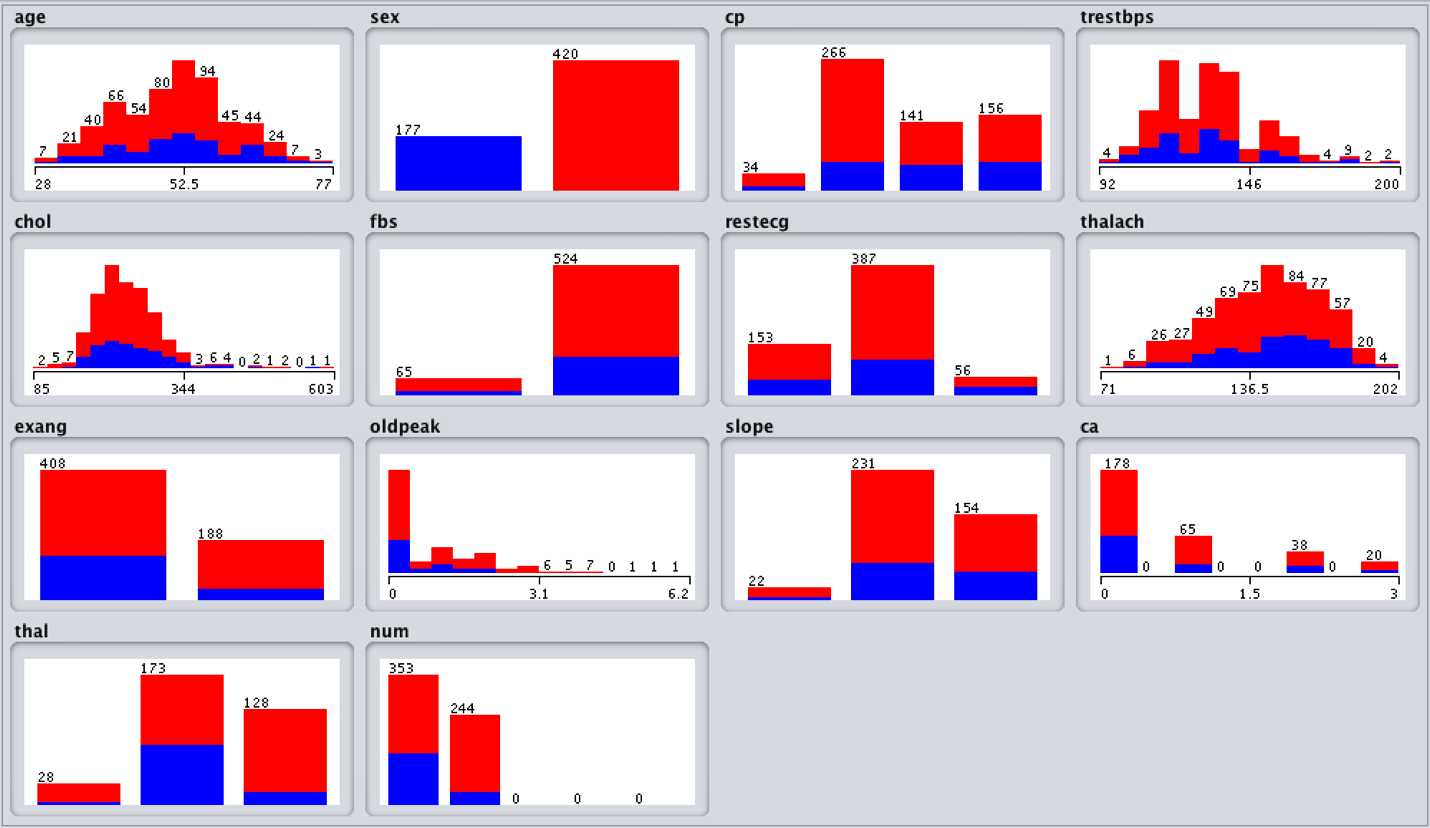 age
7 21 40 66 54 80 94 45 44 24 7 3
28 52.5 77
sex
177 420
cp
34 266 141 156
trestbps
4 4 9 2 2
92 146 200
chol
2 5 7 3 6 4 0 2 1 2 0 1 1
85 344 603
fbs
65 524
restecg
153 387 56
thalach
1 6 26 27 49 69 75 84 77 57 20 4
71 136.5 202
exang
408 188
oldpeak
6 5 7 0 1 1 1
0 3.1 6.2
slope
22 231 154
ca
178 0 65 0 0 38 0 20
0 1.5 3
thal
28 173 128
num
353 244 0 0 0